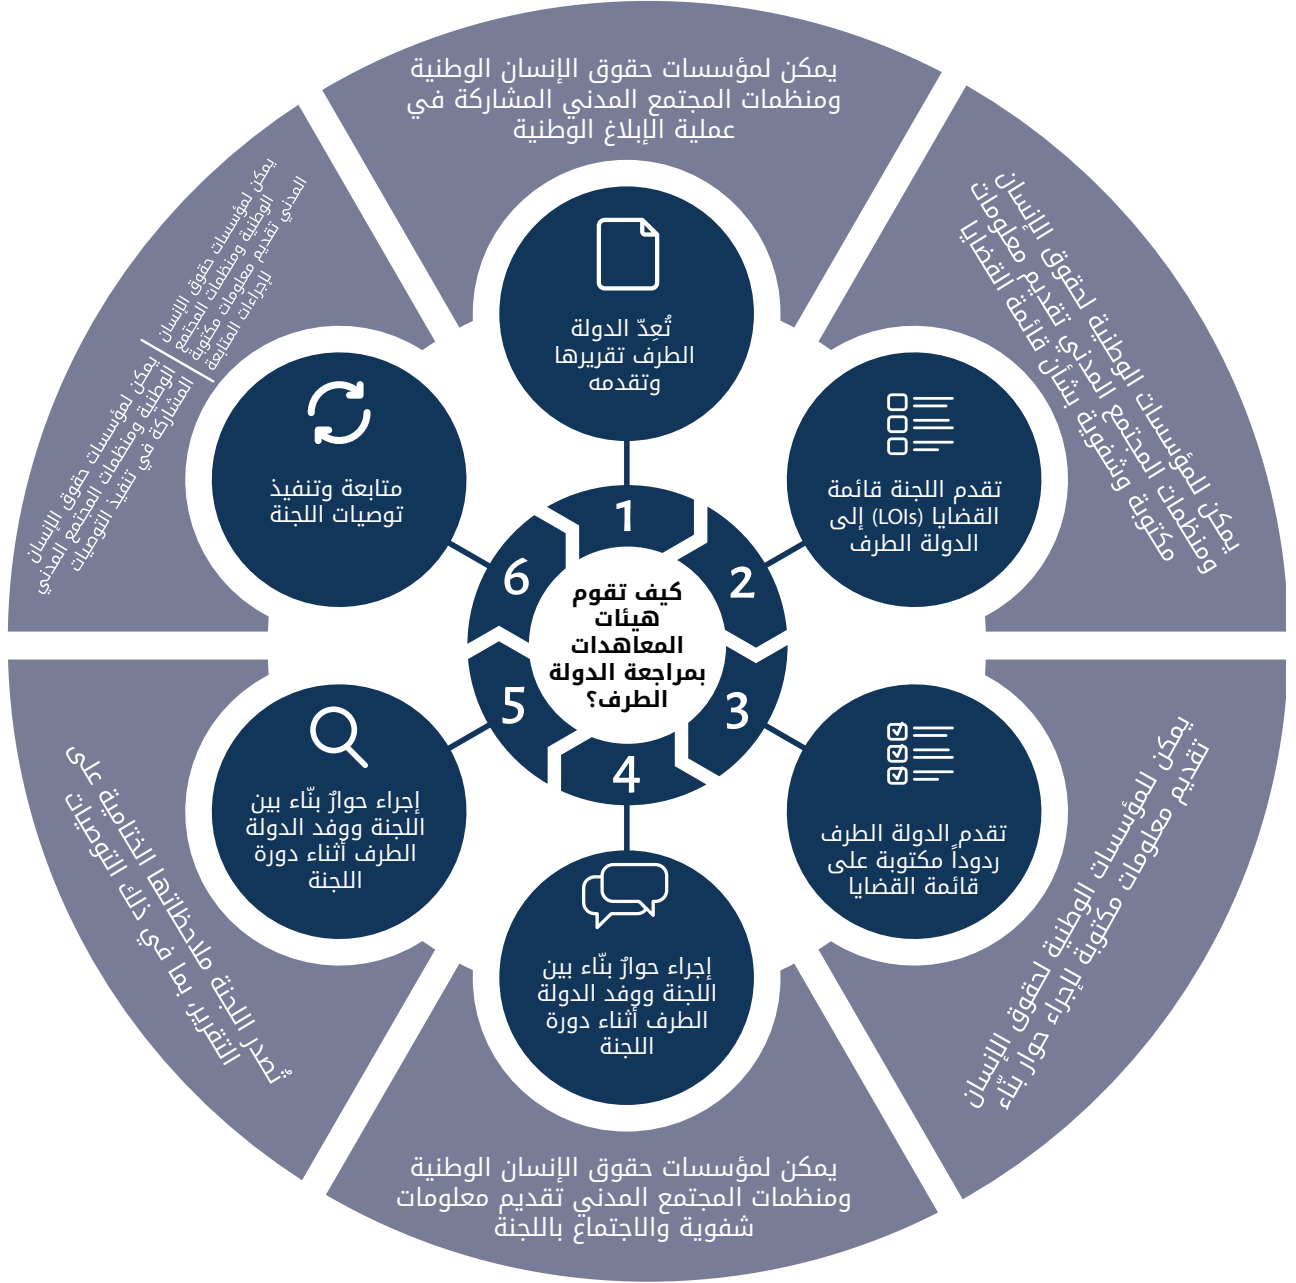 كيف تقوم
هيئات
المعاهدات
بمراجعة الدولة
الطرف؟
1
تُعِدّ الدولة
الطرف تقريرها
وتقدمه
يمكن لمؤسسات حقوق الإنسان الوطنية
ومنظمات المجتمع المدني المشاركة في
عملية الإبلاغ الوطنية
2
تقدم اللجنة قائمة
القضايا (LOIs) إلى
الدولة الطرف
يمكن للمؤسسات الوطنية لحقوق الإنسان
ومنظمات المجتمع المدني تقديم معلومات
مكتوبة وشفوية بشأن قائمة القضايا
3
تقدم الدولة الطرف
ردوداً مكتوبة على
قائمة القضايا
يمكن للمؤسسات الوطنية لحقوق الإنسان
تقديم معلومات مكتوبة لإجراء حوار بنّاء
4
إجراء حوارٌ بنّاء بين
اللجنة ووفد الدولة
الطرف أثناء دورة
اللجنة
يمكن لمؤسسات حقوق الإنسان الوطنية
ومنظمات المجتمع المدني تقديم معلومات
شفوية والاجتماع باللجنة
5
إجراء حوارٌ بنّاء بين
اللجنة ووفد الدولة
الطرف أثناء دورة
اللجنة
تُصدر اللجنة ملاحظاتها الختامية على
التقرير، بما في ذلك التوصيات
6
متابعة وتنفيذ
توصيات اللجنة
يمكن لمؤسسات حقوق الإنسان
الوطنية ومنظمات المجتمع المدني
المشاركة في تنفيذ التوصيات
يمكن لمؤسسات حقوق الإنسان
الوطنية ومنظمات المجتمع
المدني تقديم معلومات مكتوبة
لإجراءات المتابعة